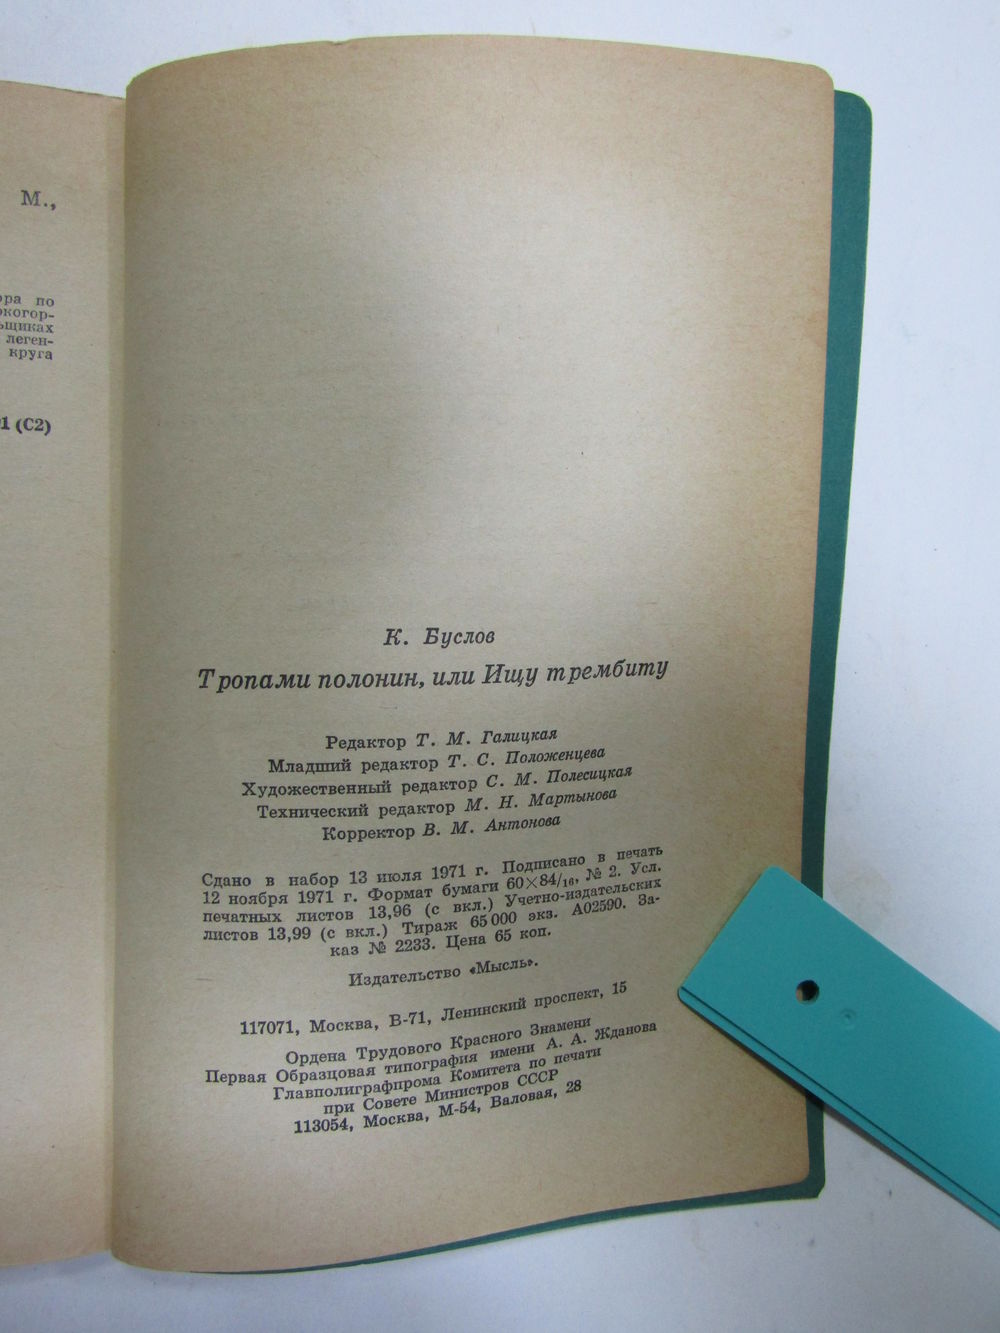 М.,
ора по
окогор-
ьщиках
леген-
круга
1 (С2)
К. Буслов
Тропами полонин, или Ищу трембиту
Редактор Т. М. Галицкая
Младший редактор Т. С. Положенцева
Художественный редактор С. М. Полесицкая
Технический редактор М. Н. Мартынова
Корректор В. М. Антонова
Сдано в набор 13 июля 1971 г. Подписано в печать
12 ноября 1971 г. Формат бумаги 60×84/16, № 2. Усл.
печатных листов 13,96 (с вкл.) Учетно-издательских
листов 13,99 (с вкл.) Тираж 65 000 экз. А02590. За-
каз № 2233. Цена 65 коп.
Издательство «Мысль».
117071, Москва, В-71, Ленинский проспект, 15
Ордена Трудового Красного Знамени
Первая Образцовая типография имени А. А. Жданова
Главполиграфпрома Комитета по печати
при Совете Министров СССР
113054, Москва, М-54, Валовая, 28